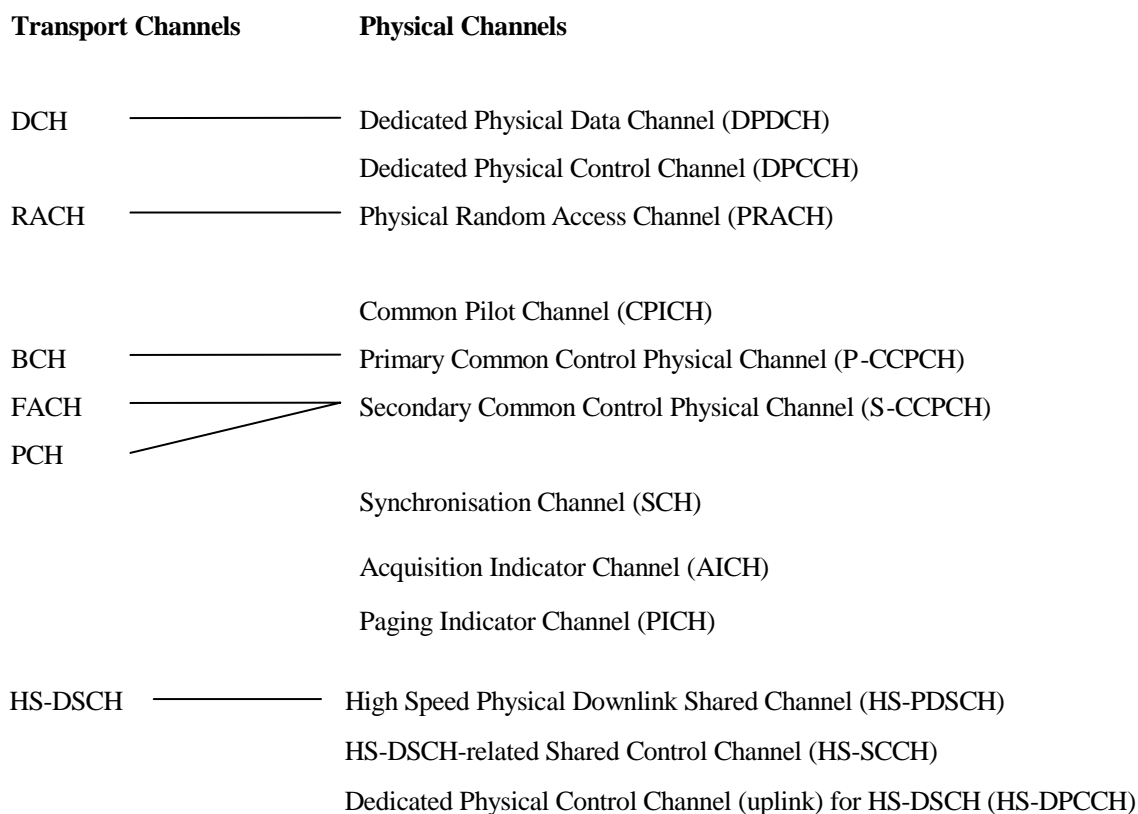 Transport Channels Physical Channels
DCH Dedicated Physical Data Channel (DPDCH)
Dedicated Physical Control Channel (DPCCH)
RACH Physical Random Access Channel (PRACH)
Common Pilot Channel (CPICH)
BCH Primary Common Control Physical Channel (P-CCPCH)
FACH Secondary Common Control Physical Channel (S-CCPCH)
PCH
Synchronisation Channel (SCH)
Acquisition Indicator Channel (AICH)
Paging Indicator Channel (PICH)
HS-DSCH High Speed Physical Downlink Shared Channel (HS-PDSCH)
HS-DSCH-related Shared Control Channel (HS-SCCH)
Dedicated Physical Control Channel (uplink) for HS-DSCH (HS-DPCCH)